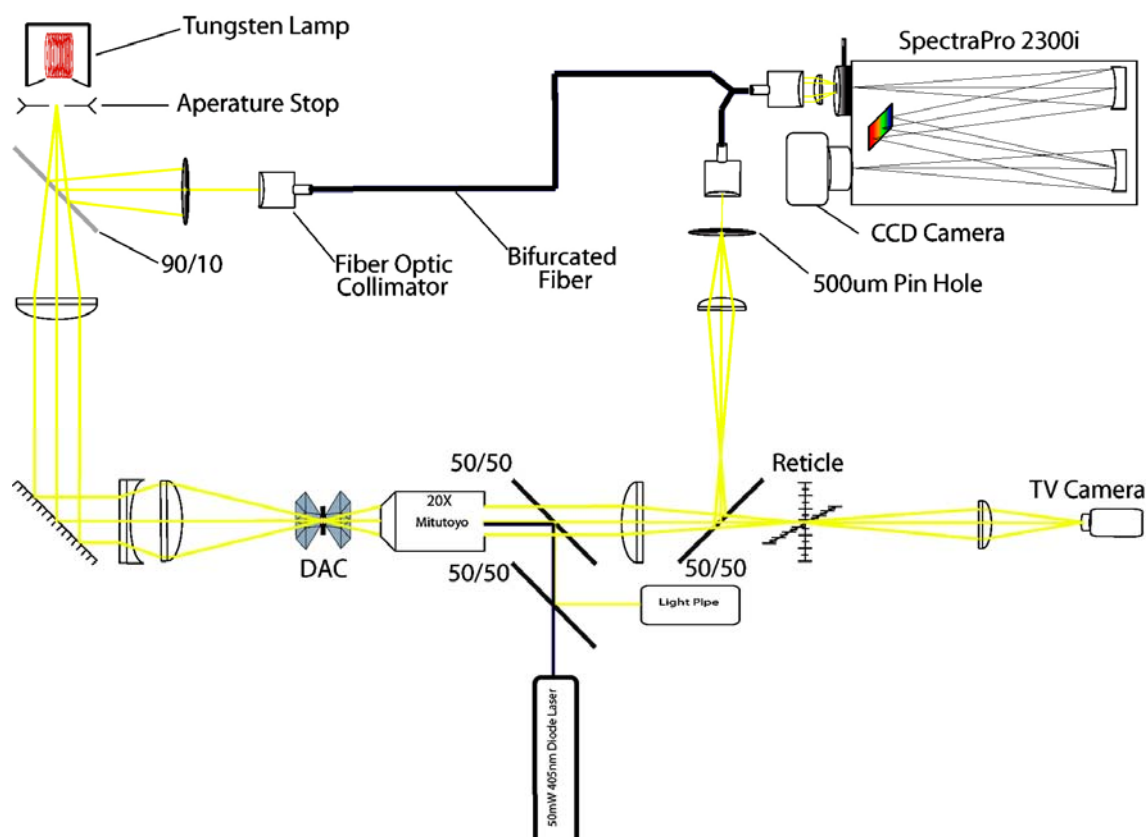 Tungsten Lamp
Aperature Stop
SpectraPro 2300i
CCD Camera
90/10
Fiber Optic
Collimator
Bifurcated
Fiber
500um Pin Hole
50/50
Reticle
TV Camera
20X
Mitutoyo
DAC
50/50
50/50
Light Pipe
50mW 405nm Diode Laser